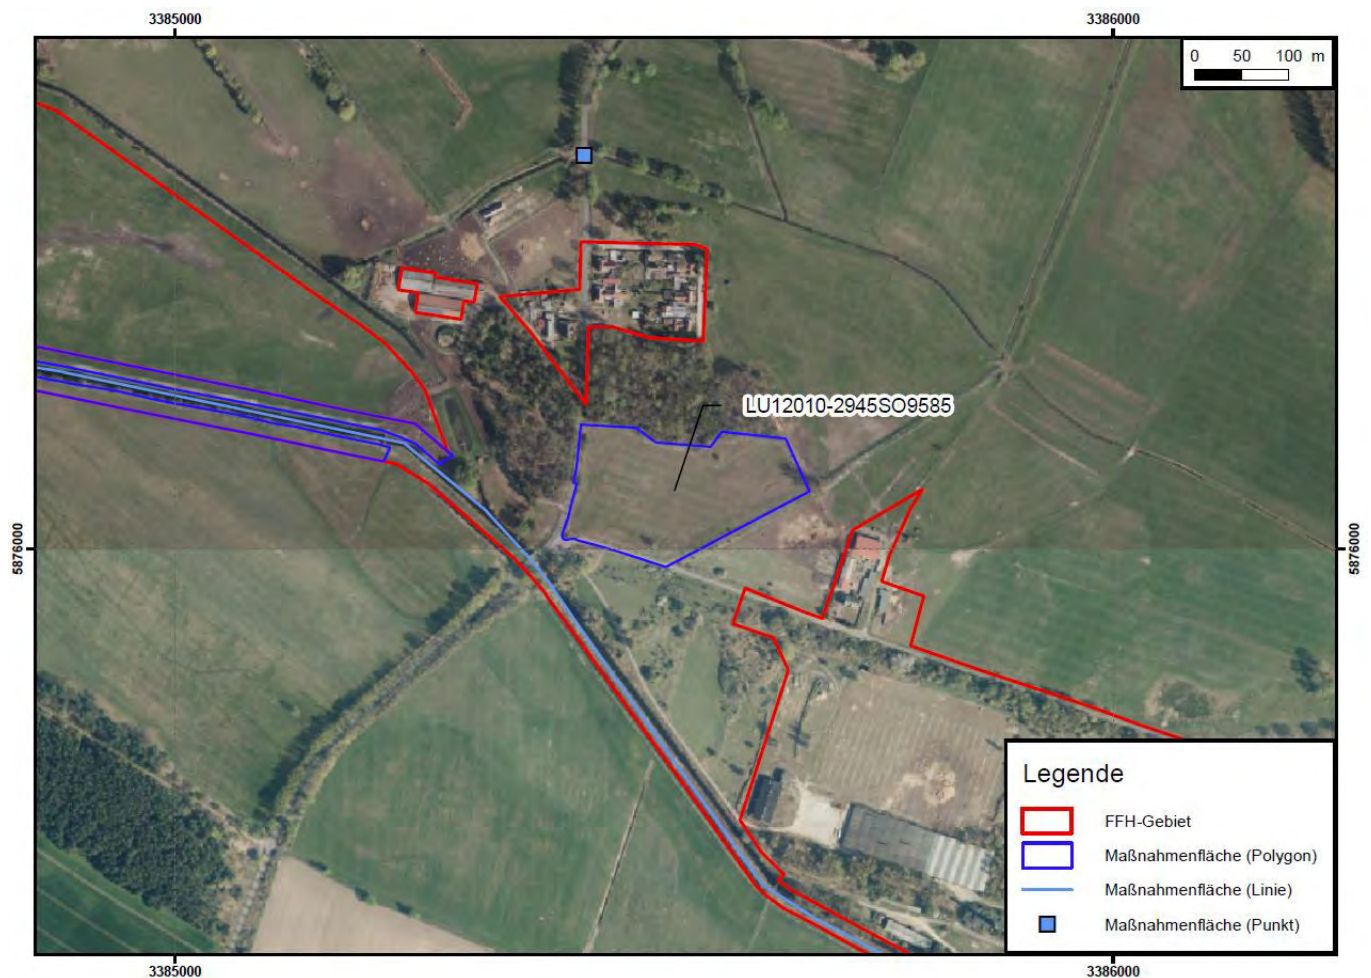 3385000
3386000
0 50 100 m
LU12010-2945SO9585
5876000
5876000
Legende
FFH-Gebiet
Maßnahmenfläche (Polygon)
Maßnahmenfläche (Linie)
Maßnahmenfläche (Punkt)
3385000
3386000